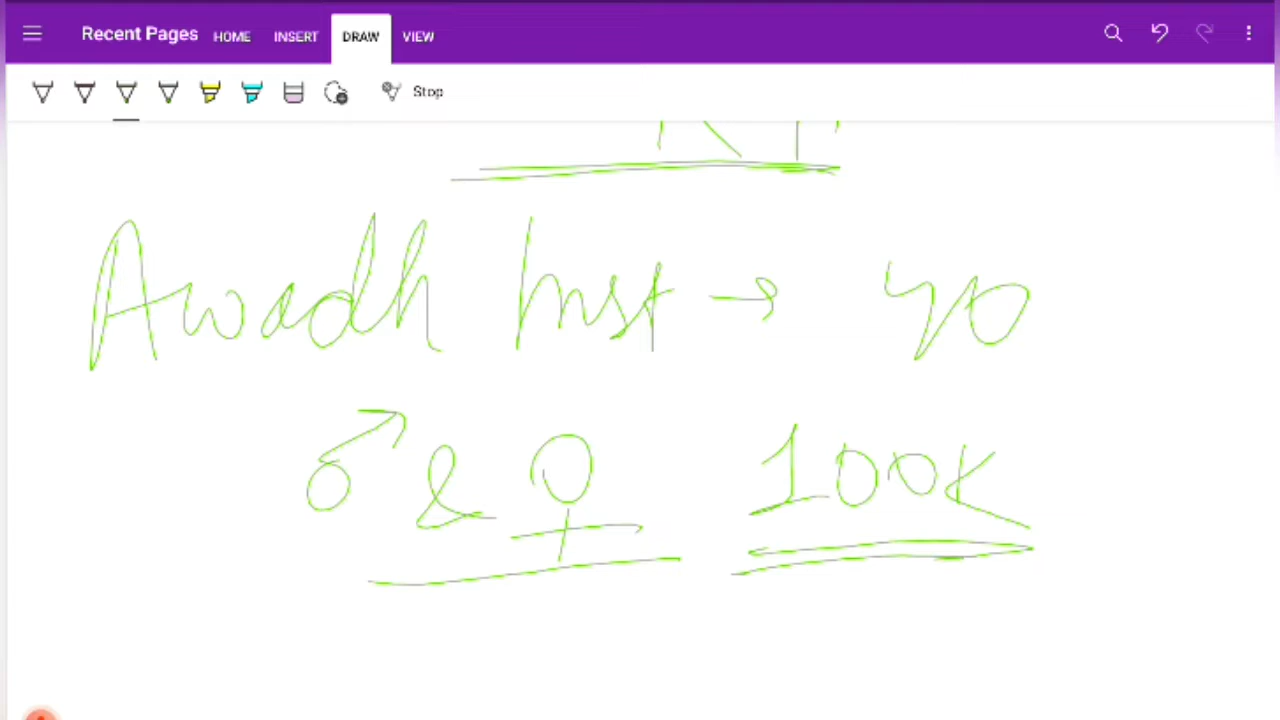 Recent Pages HOME INSERT DRAW VIEW
Stop
Awadh Inst → 40
♂ & ♀ 100K